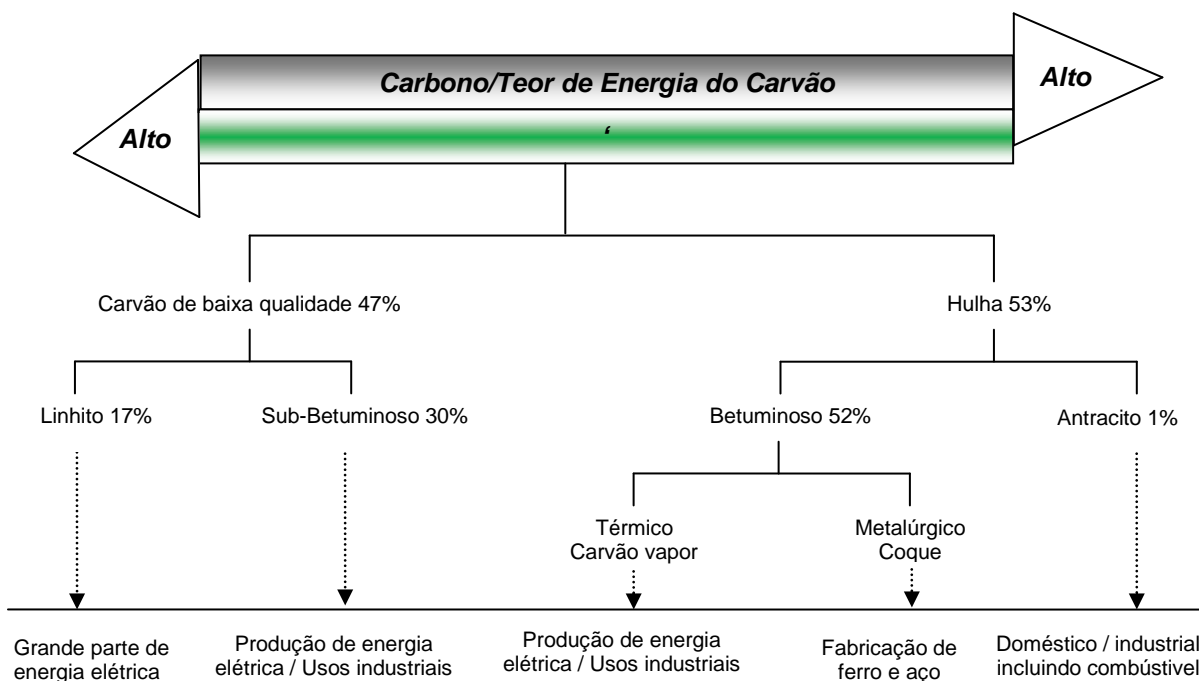 Carbono/Teor de Energia do Carvão
Alto
Alto
‘
Carvão de baixa qualidade 47%
Hulha 53%
Linhito 17%
Sub-Betuminoso 30%
Betuminoso 52%
Antracito 1%
Térmico
Carvão vapor
Metalúrgico
Coque
Grande parte de
energia elétrica
Produção de energia
elétrica / Usos industriais
Produção de energia
elétrica / Usos industriais
Fabricação de
ferro e aço
Doméstico / industrial
incluindo combústivel